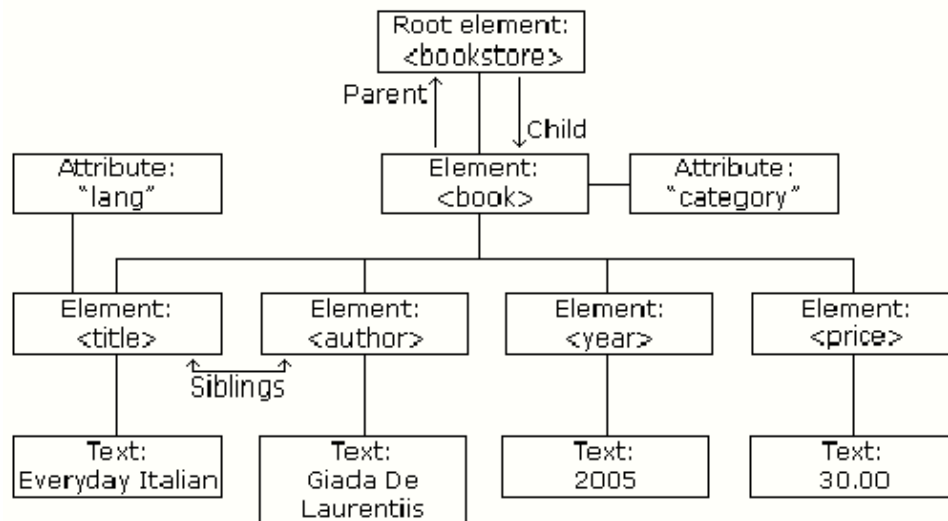 Root element:
<bookstore>
Parent
Child
Attribute:
"lang"
Element:
<book>
Attribute:
"category"
Element:
<title>
Element:
<author>
Element:
<year>
Element:
<price>
Siblings
Text:
Everyday Italian
Text:
Giada De
Laurentiis
Text:
2005
Text:
30.00